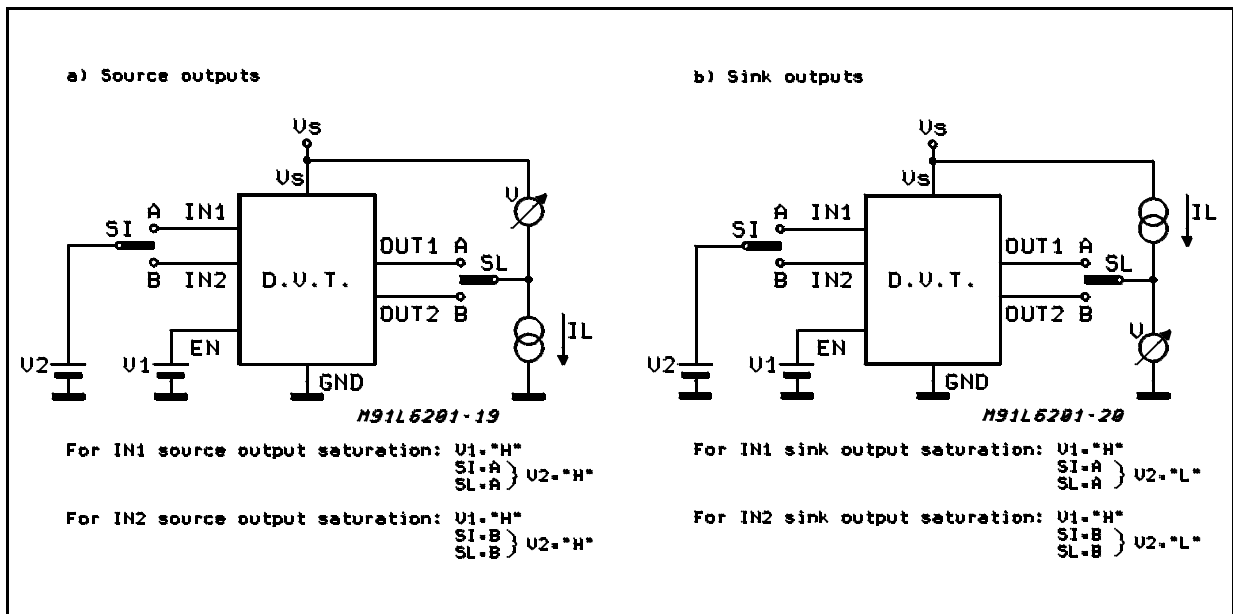 a) Source outputs
Vs
Vs
A
IN1
SI
B
IN2
D.V.T.
OUT1
A
SL
OUT2
B
V
IL
EN
V2
V1
GND
M91L6201-19
For IN1 source output saturation: V1="H"
SI=A
SL=A
} V2="H"
For IN2 source output saturation: V1="H"
SI=B
SL=B
} V2="H"
b) Sink outputs
Vs
Vs
A
IN1
SI
B
IN2
D.V.T.
OUT1
A
SL
OUT2
B
IL
V
EN
V2
V1
GND
M91L6201-20
For IN1 sink output saturation: V1="H"
SI=A
SL=A
} V2="L"
For IN2 sink output saturation: V1="H"
SI=B
SL=B
} V2="L"